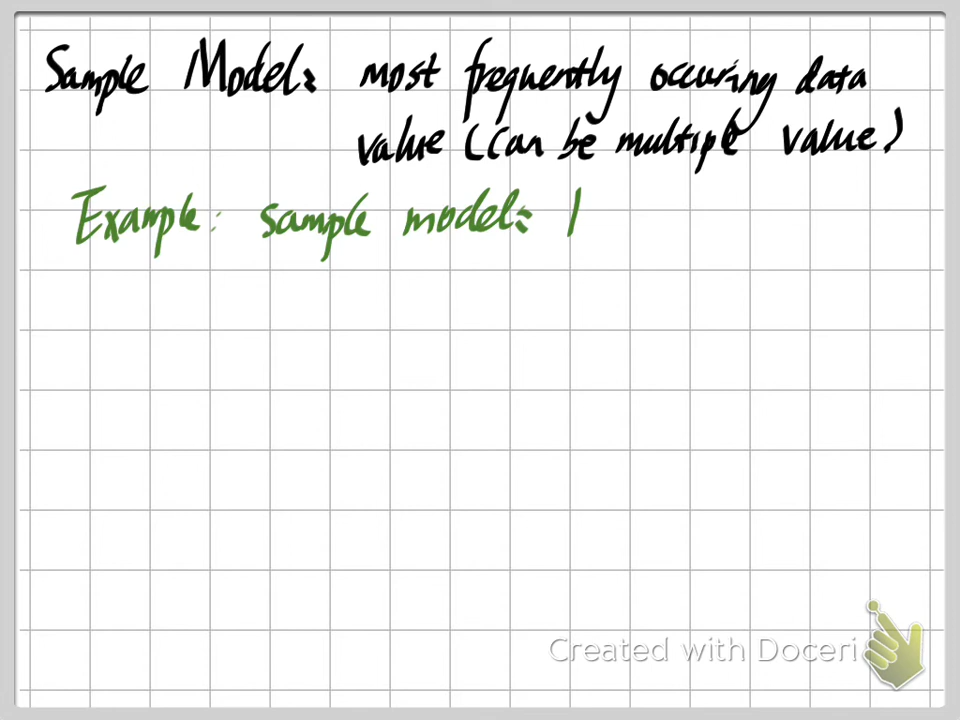 Sample Model: most frequently occuring data
value (can be multiple value)
Example: sample model: 1
Created with Doceri